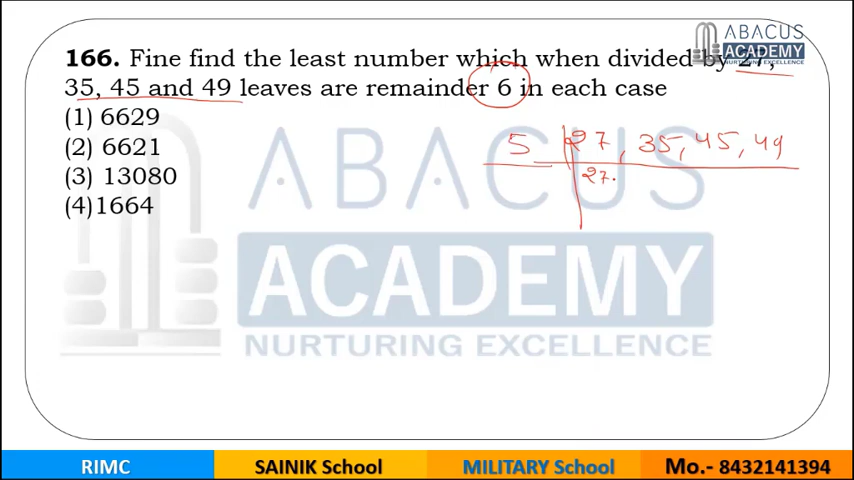 ABACUS
ACADEMY
NURTURING EXCELLENCE
166. Fine find the least number which when divided by 27,
35, 45 and 49 leaves are remainder 6 in each case
(1) 6629
(2) 6621
(3) 13080
(4)1664
5 27, 35, 45, 49
27.
ABACUS
ACADEMY
NURTURING EXCELLENCE
RIMC SAINIK School MILITARY School Mo.- 8432141394